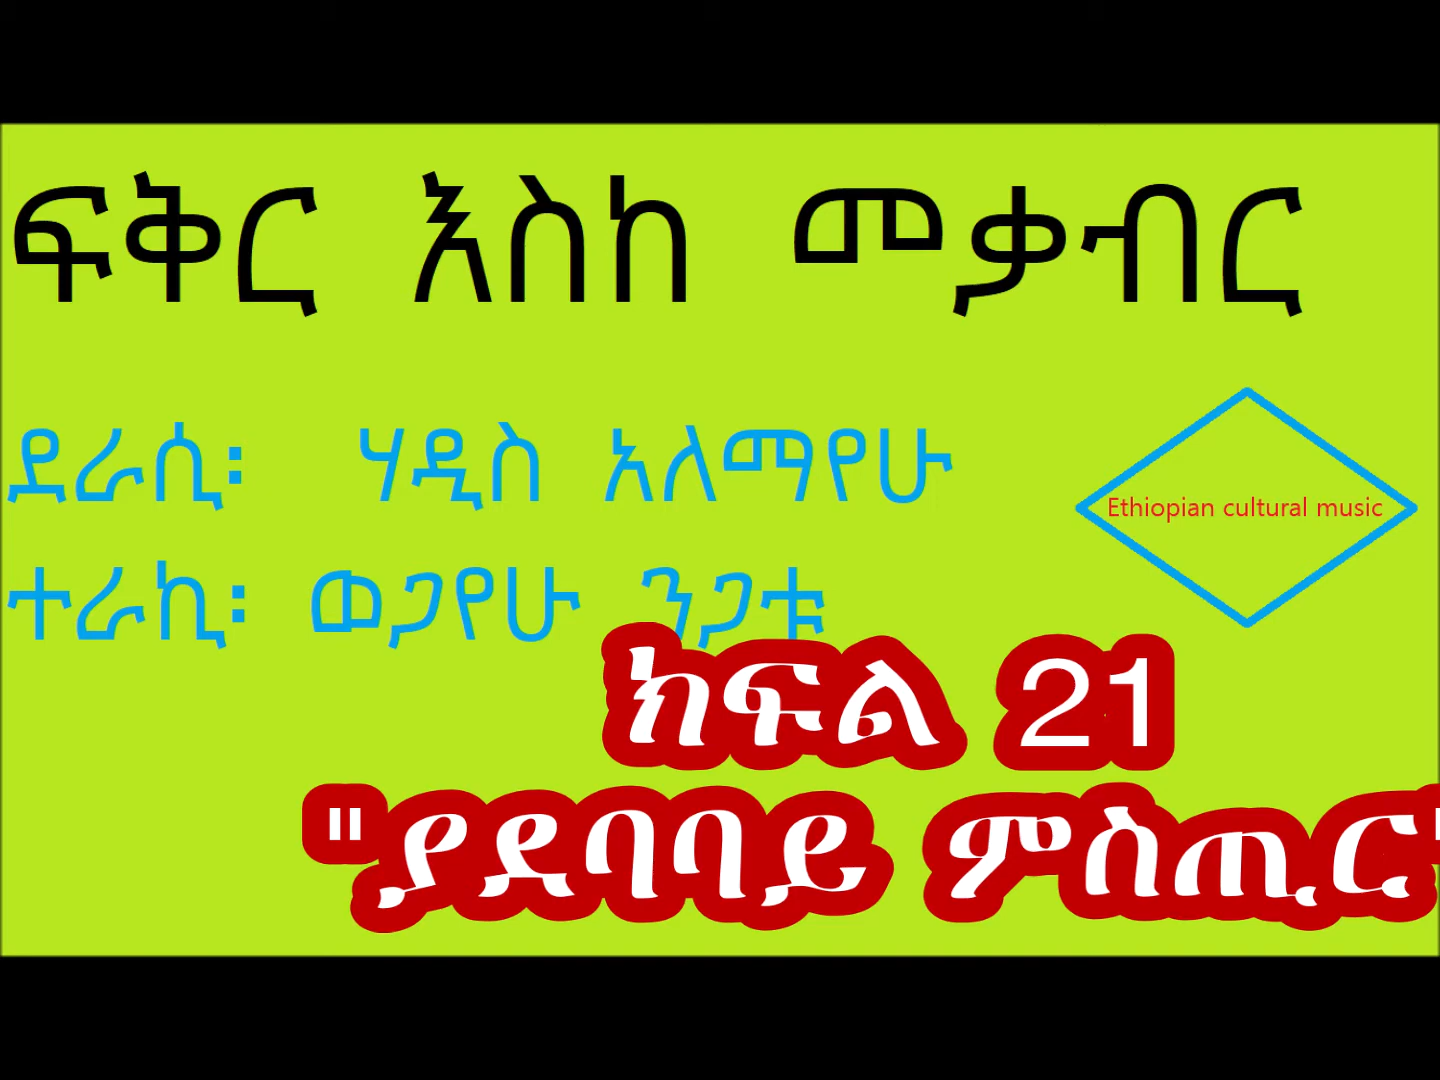 ፍቅር እስከ መቃብር
ደራሲ፡ ሃዲስ አለማየሁ
Ethiopian cultural music
ተራኪ፡ ወጋየሁ ንጋቱ
ክፍል 21
"ያደባባይ ምስጢር"